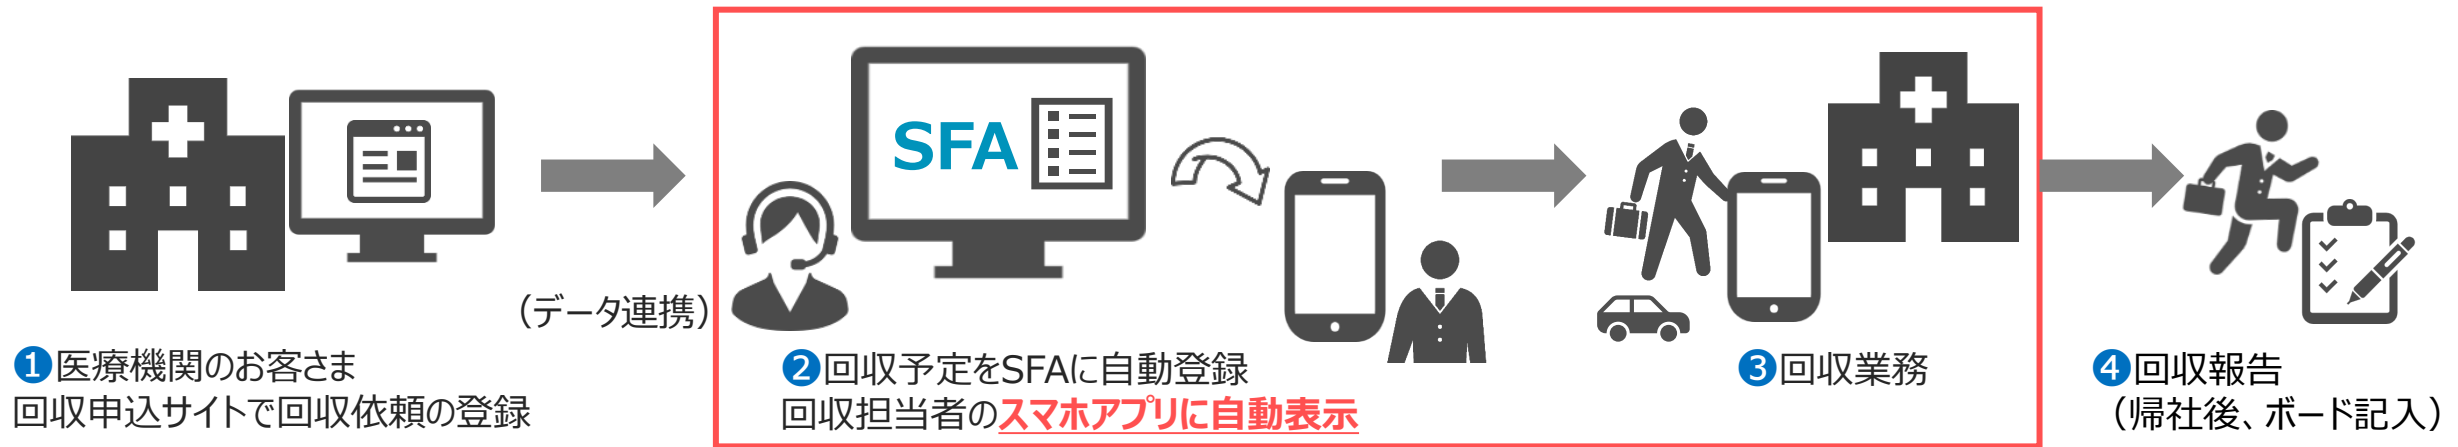 SFA
（データ連携）
❶医療機関のお客さま
回収申込サイトで回収依頼の登録
❷回収予定をSFAに自動登録
回収担当者のスマホアプリに自動表示
❸回収業務
❹回収報告
（帰社後、ボード記入）